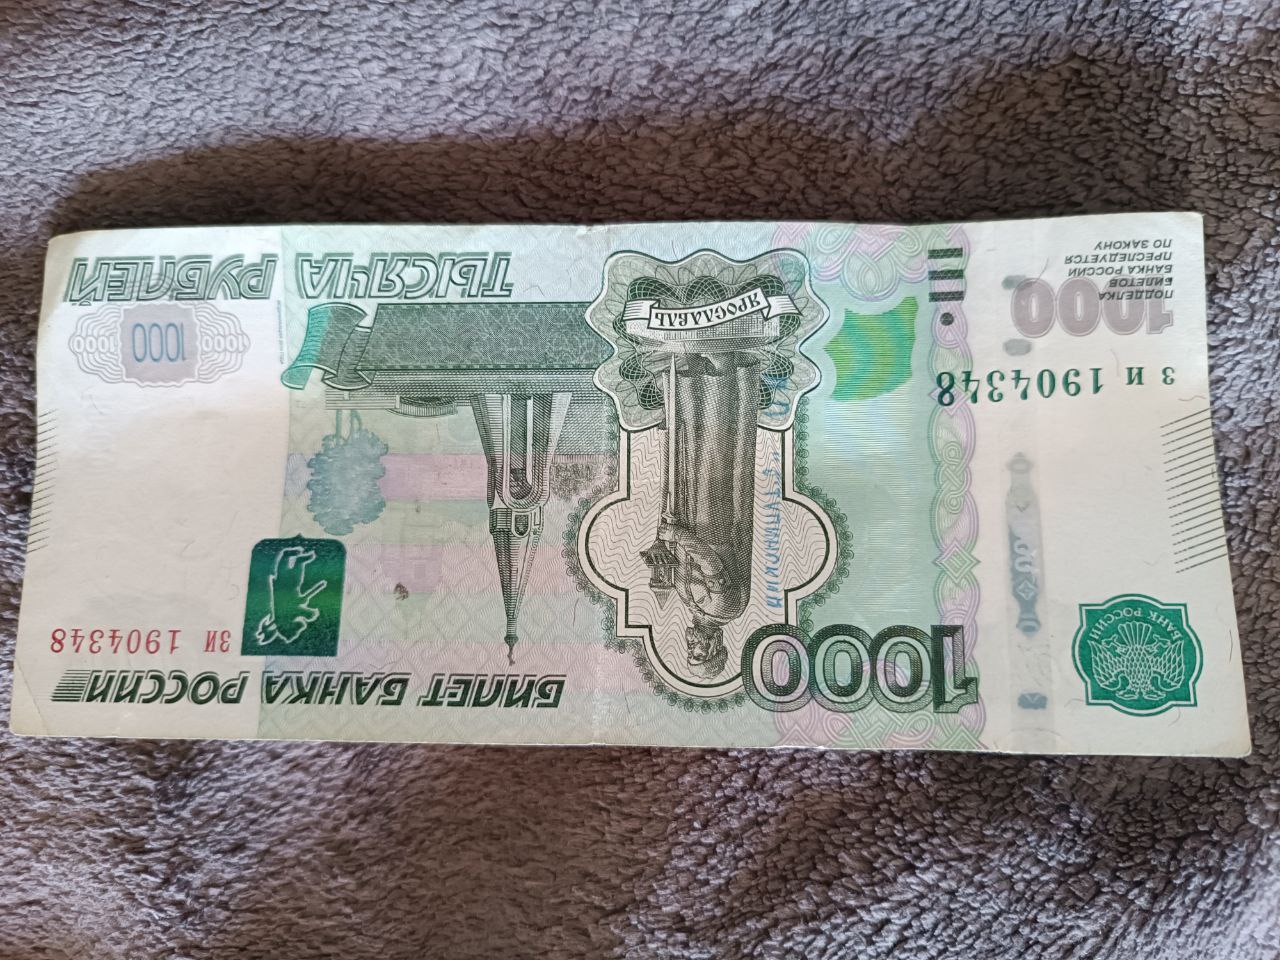 БАНК РОССИИ
1000
БИЛЕТ БАНКА РОССИИ
ЗИ 1904348
зи 1904348
1000
ПОДДЕЛКА
БИЛЕТОВ
БАНКА РОССИИ
ПРЕСЛЕДУЕТСЯ
ПО ЗАКОНУ
ЯРОСЛАВЛЬ
1000 1000 1000
ТЫСЯЧА РУБЛЕЙ